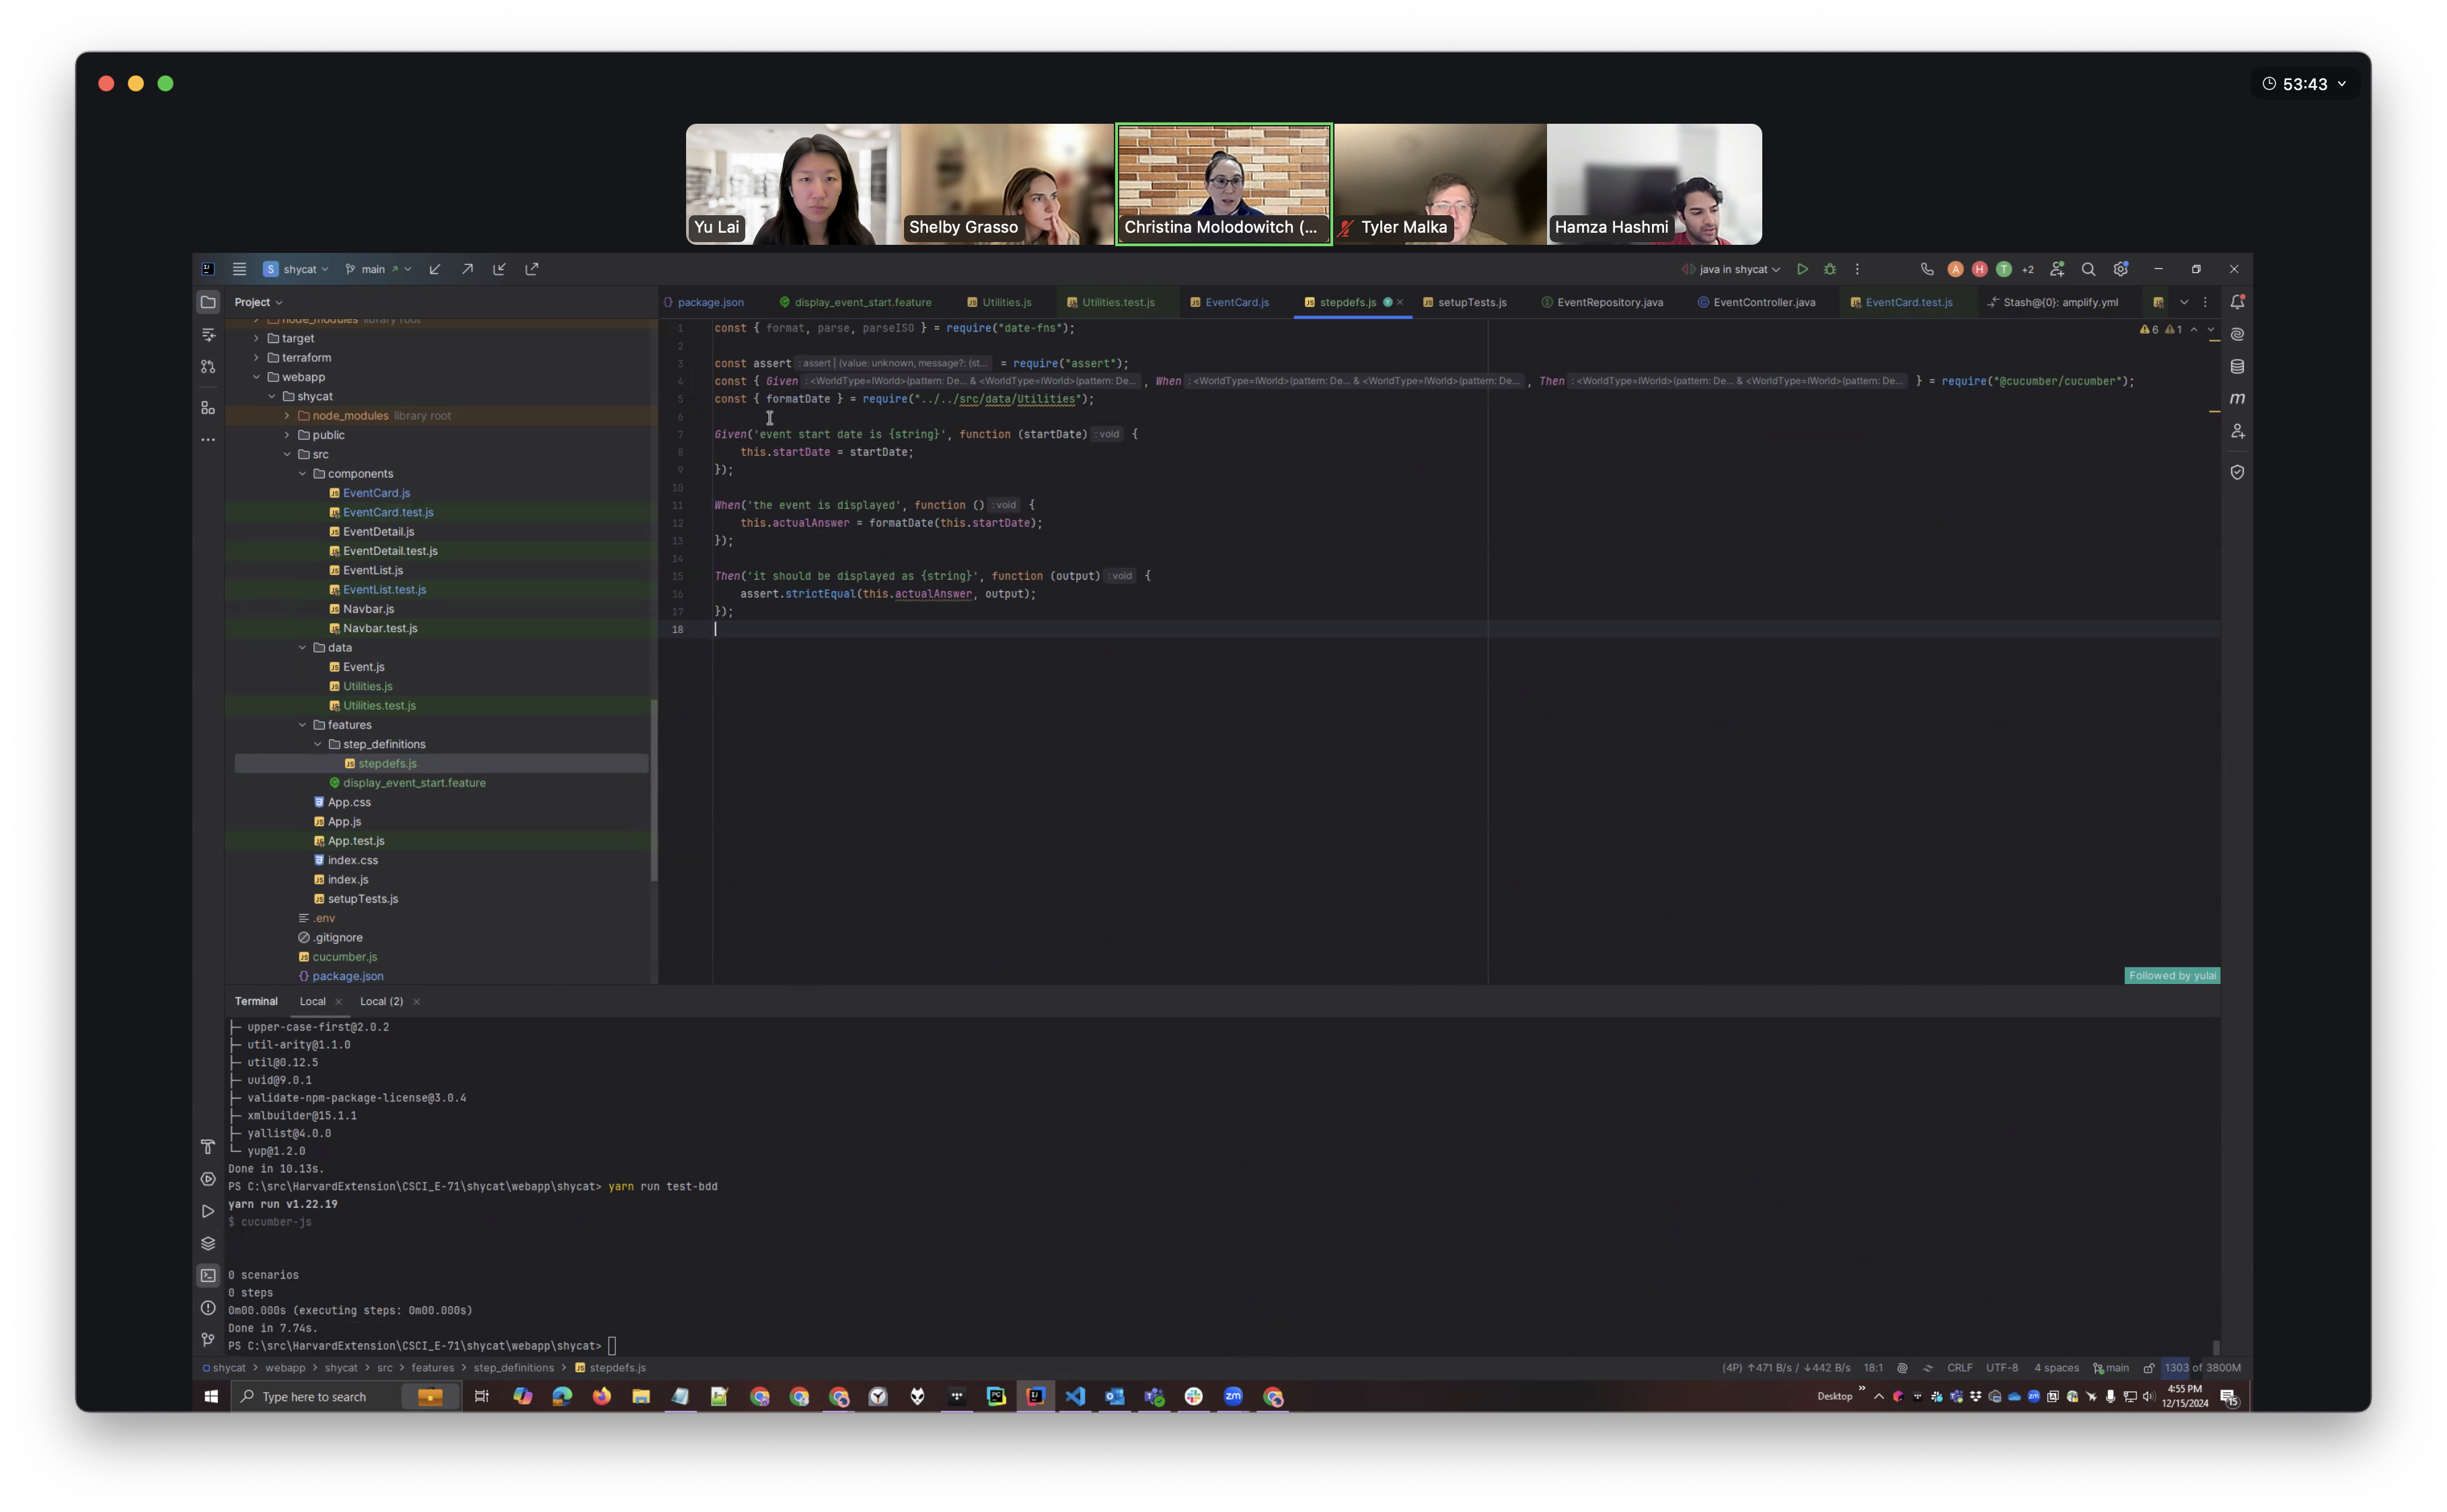 53:43
Yu Lai
Shelby Grasso
Christina Molodowitch (...
Tyler Malka
Hamza Hashmi
S shycat main
java in shycat
A H T +2
Project
package.json display_event_start.feature Utilities.js Utilities.test.js EventCard.js stepdefs.js setupTests.js EventRepository.java EventController.java EventCard.test.js Stash@{0}: amplify.yml
node_modules library root
target
terraform
webapp
shycat
node_modules library root
public
src
components
EventCard.js
EventCard.test.js
EventDetail.js
EventDetail.test.js
EventList.js
EventList.test.js
Navbar.js
Navbar.test.js
data
Event.js
Utilities.js
Utilities.test.js
features
step_definitions
stepdefs.js
display_event_start.feature
App.css
App.js
App.test.js
index.css
index.js
setupTests.js
.env
.gitignore
cucumber.js
package.json
6 1
1 const { format, parse, parseISO } = require("date-fns");
2
3 const assert : assert | (value: unknown, message?: (st... = require("assert");
4 const { Given : <WorldType=IWorld>(pattern: De... & <WorldType=IWorld>(pattern: De... , When : <WorldType=IWorld>(pattern: De... & <WorldType=IWorld>(pattern: De... , Then : <WorldType=IWorld>(pattern: De... & <WorldType=IWorld>(pattern: De... } = require("@cucumber/cucumber");
5 const { formatDate } = require("../../src/data/Utilities");
6
7 Given('event start date is {string}', function (startDate) : void {
8 this.startDate = startDate;
9 });
10
11 When('the event is displayed', function () : void {
12 this.actualAnswer = formatDate(this.startDate);
13 });
14
15 Then('it should be displayed as {string}', function (output) : void {
16 assert.strictEqual(this.actualAnswer, output);
17 });
18
Followed by yulai
Terminal Local × Local (2) ×
├─ upper-case-first@2.0.2
├─ util-arity@1.1.0
├─ util@0.12.5
├─ uuid@9.0.1
├─ validate-npm-package-license@3.0.4
├─ xmlbuilder@15.1.1
├─ yallist@4.0.0
└─ yup@1.2.0
Done in 10.13s.
PS C:\src\HarvardExtension\CSCI_E-71\shycat\webapp\shycat> yarn run test-bdd
yarn run v1.22.19
$ cucumber-js
0 scenarios
0 steps
0m00.000s (executing steps: 0m00.000s)
Done in 7.74s.
PS C:\src\HarvardExtension\CSCI_E-71\shycat\webapp\shycat>
shycat > webapp > shycat > src > features > step_definitions > stepdefs.js
(4P) ↑471 B/s / ↓442 B/s 18:1 CRLF UTF-8 4 spaces main 1303 of 3800M
Type here to search
Desktop
4:55 PM
12/15/2024
15